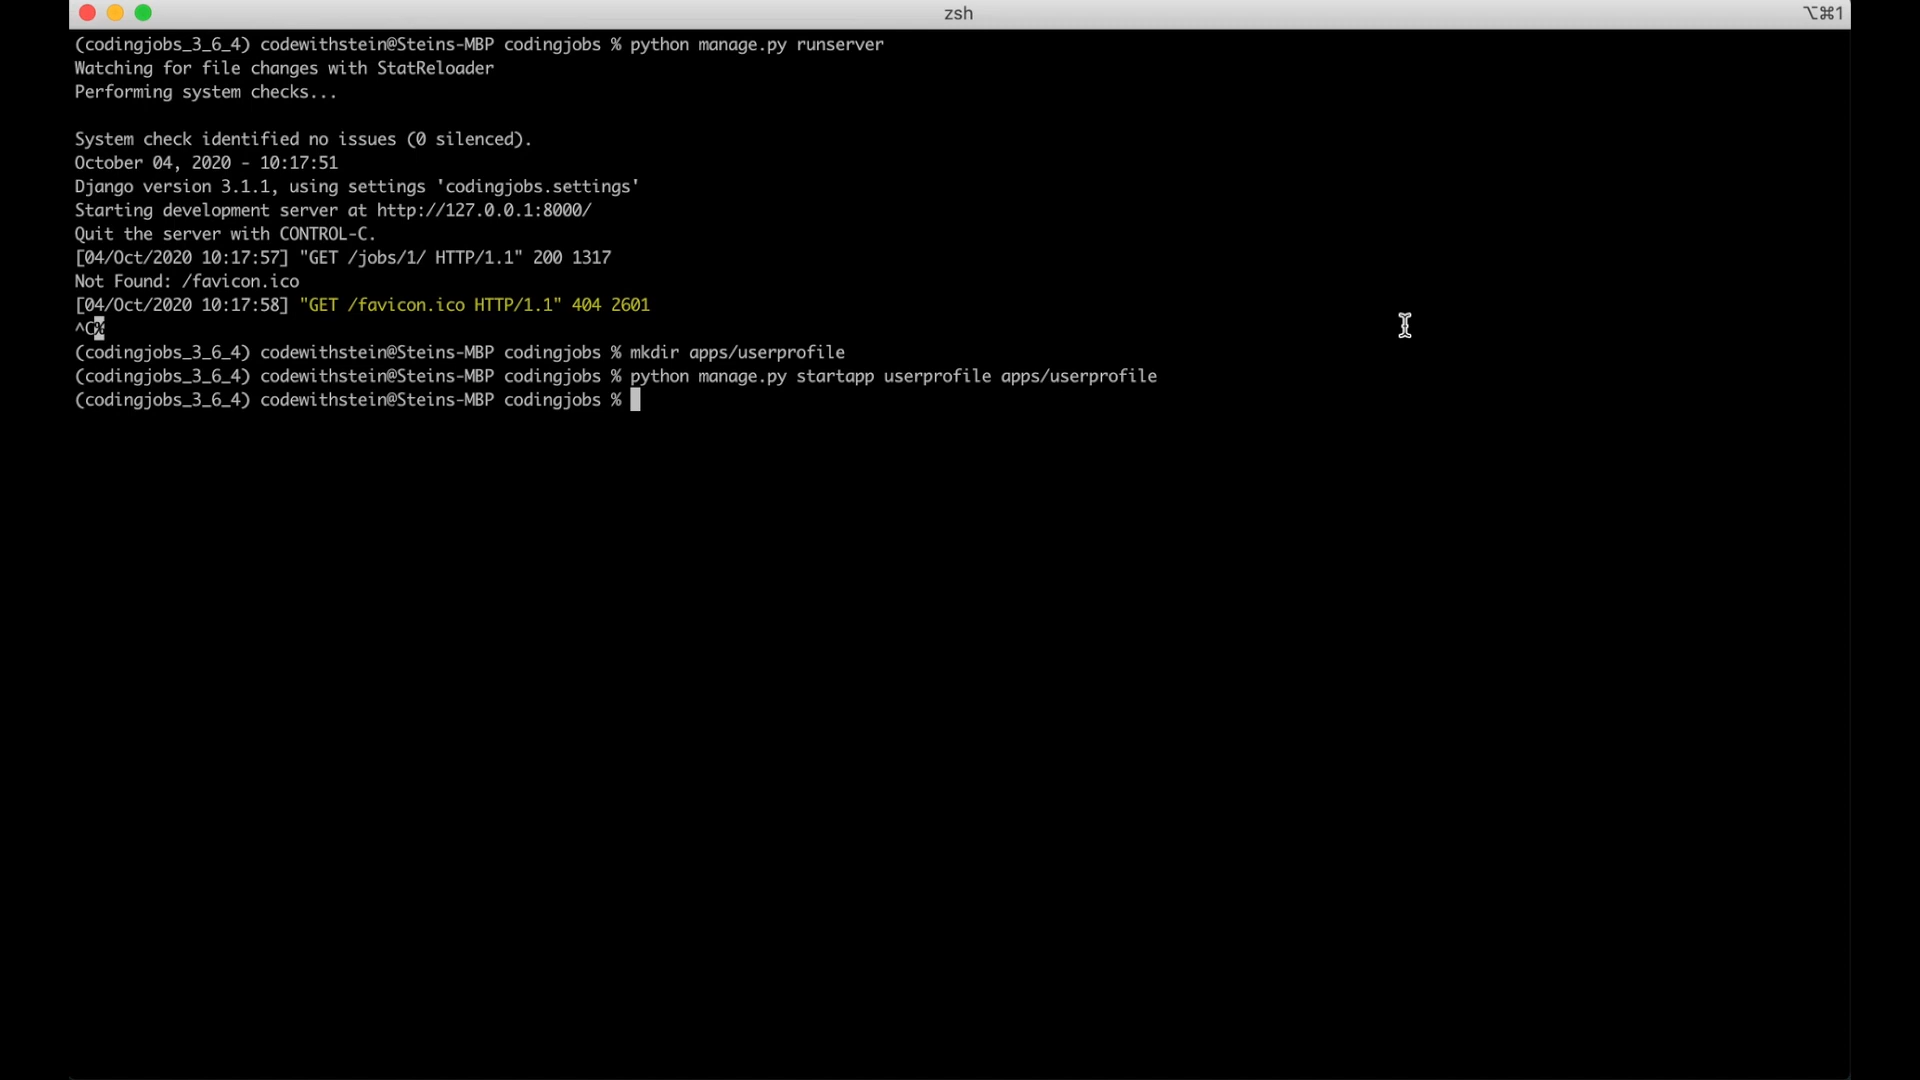 zsh
⌥⌘1
(codingjobs_3_6_4) codewithstein@Steins-MBP codingjobs % python manage.py runserver
Watching for file changes with StatReloader
Performing system checks...
System check identified no issues (0 silenced).
October 04, 2020 - 10:17:51
Django version 3.1.1, using settings 'codingjobs.settings'
Starting development server at http://127.0.0.1:8000/
Quit the server with CONTROL-C.
[04/Oct/2020 10:17:57] "GET /jobs/1/ HTTP/1.1" 200 1317
Not Found: /favicon.ico
[04/Oct/2020 10:17:58] "GET /favicon.ico HTTP/1.1" 404 2601
^C%
(codingjobs_3_6_4) codewithstein@Steins-MBP codingjobs % mkdir apps/userprofile
(codingjobs_3_6_4) codewithstein@Steins-MBP codingjobs % python manage.py startapp userprofile apps/userprofile
(codingjobs_3_6_4) codewithstein@Steins-MBP codingjobs %